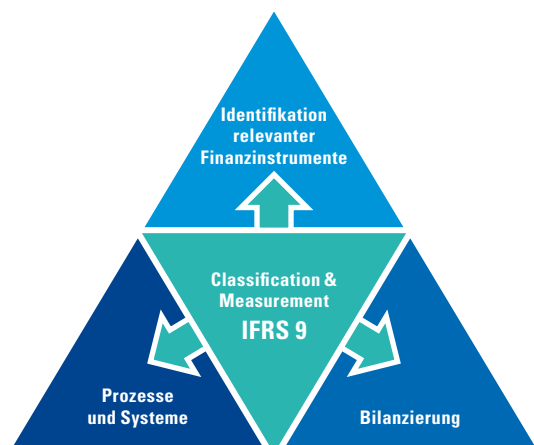 Identifikation
relevanter
Finanzinstrumente
Classification &
Measurement
IFRS 9
Prozesse
und Systeme
Bilanzierung